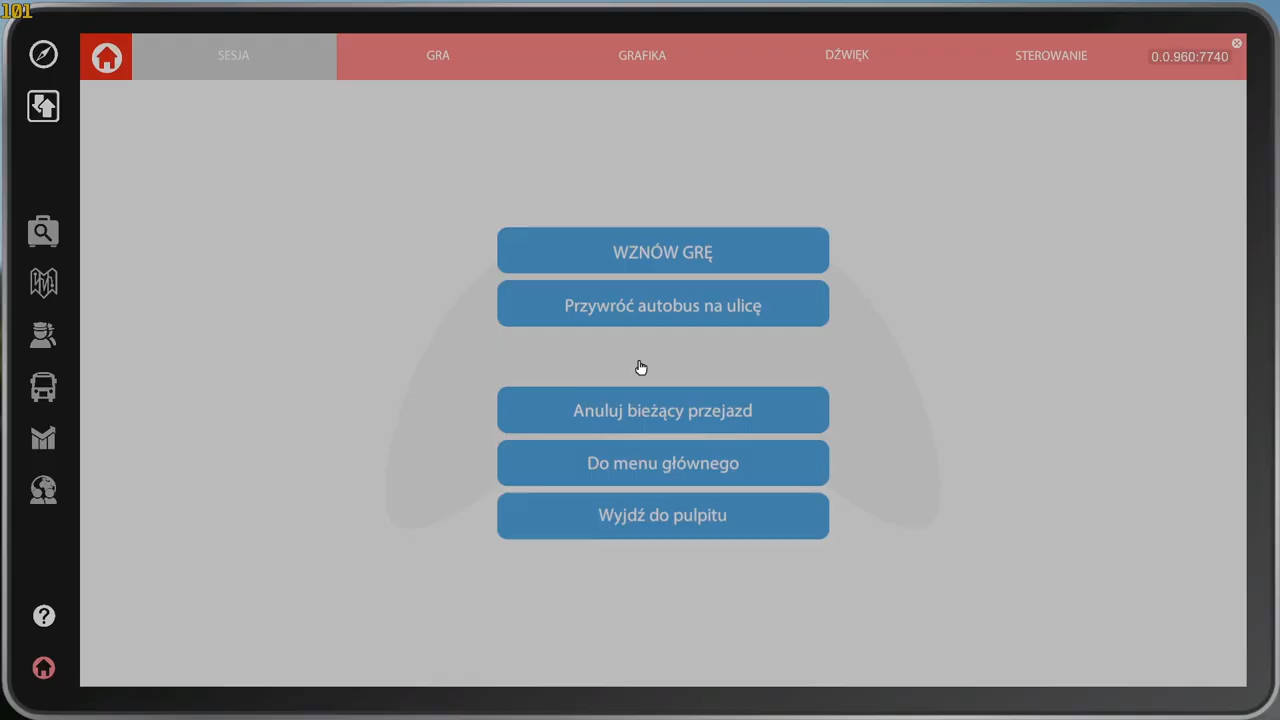 101
SESJA
GRA
GRAFIKA
DŹWIĘK
STEROWANIE
0.0.960:7740
WZNÓW GRĘ
Przywróć autobus na ulicę
Anuluj bieżący przejazd
Do menu głównego
Wyjdź do pulpitu